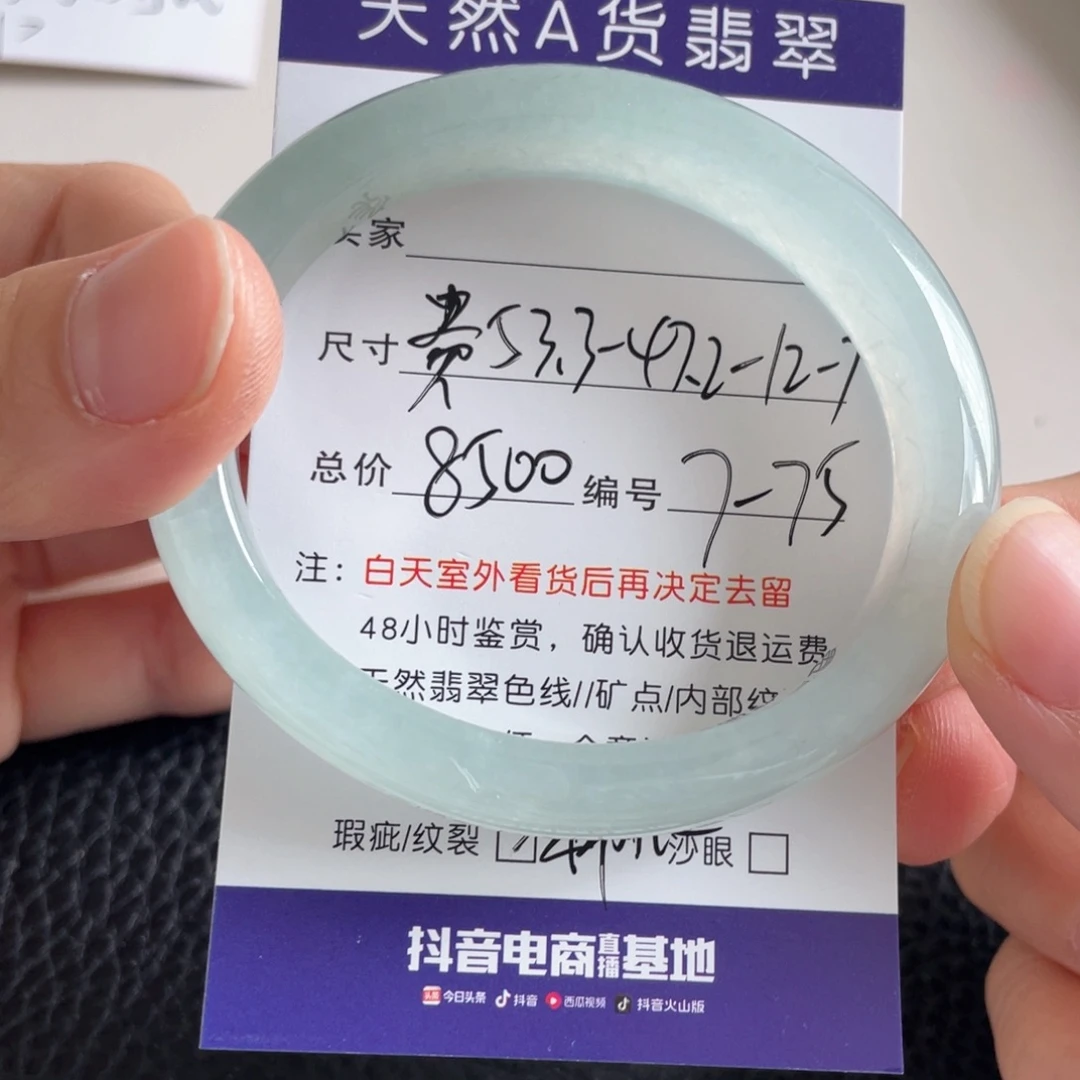 天然A货翡翠
家
尺寸 贵53.3-47.2-12-7
总价 8500 编号 7-75
注：白天室外看货后再决定去留
48小时鉴赏，确认收货退运费
天然翡翠色线//矿点/内部纹
瑕疵/纹裂 莎眼
抖音电商直播基地
头条 今日头条 抖音 西瓜视频 抖音火山版